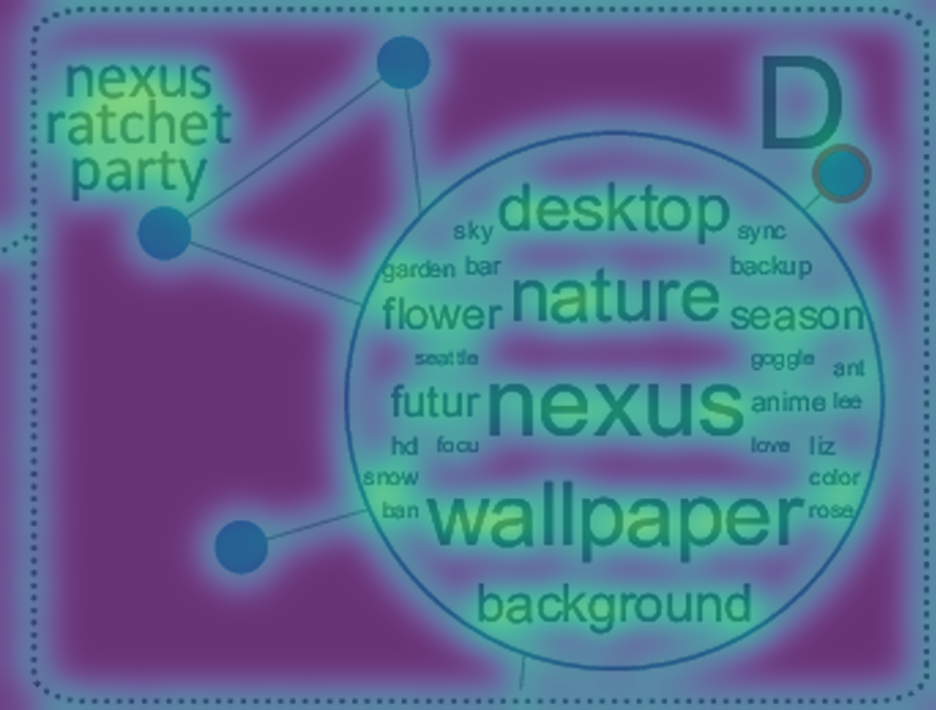 nexus
ratchet
party
D
desktop
sky sync
garden bar backup
nature
flower season
seattle goggle
ant
futur nexus anime lee
hd focu love liz
snow color
ban wallpaper rose
background